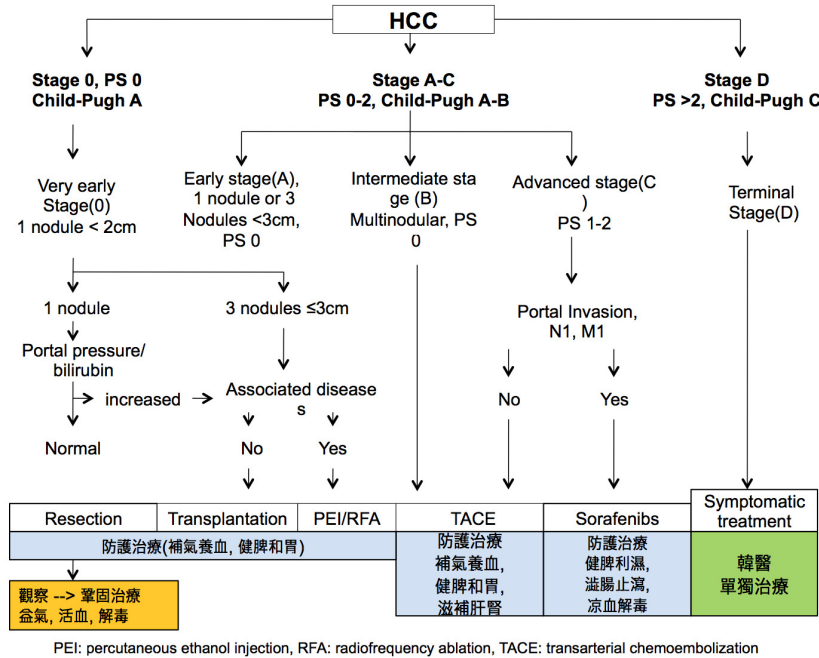 HCC
Stage 0, PS 0
Child-Pugh A
Stage A-C
PS 0-2, Child-Pugh A-B
Stage D
PS >2, Child-Pugh C
Very early
Stage(0)
1 nodule < 2cm
Early stage(A),
1 node or 3
Nodules <3cm,
PS 0
Intermediate sta
ge (B)
Multinodular, PS
0
Advanced stage(C
)
PS 1-2
Terminal
Stage(D)
1 nodule
3 nodules ≤3cm
Portal Invasion,
N1, M1
Portal pressure/
bilirubin
increased
Associated disease
s
Normal
No
Yes
No
Yes
Resection
Transplantation
PEI/RFA
TACE
Sorafenibs
Symptomatic
treatment
防護治療(補氣養血, 健脾和胃)
防護治療
補氣養血,
健脾和胃,
滋補肝腎
防護治療
健脾利濕,
澁腸止瀉,
凉血解毒
韓醫
單獨治療
観察 --> 鞏固治療
益氣, 活血, 解毒
PEI: percutaneous ethanol injection, RFA: radiofrequency ablation, TACE: transarterial chemoembolization